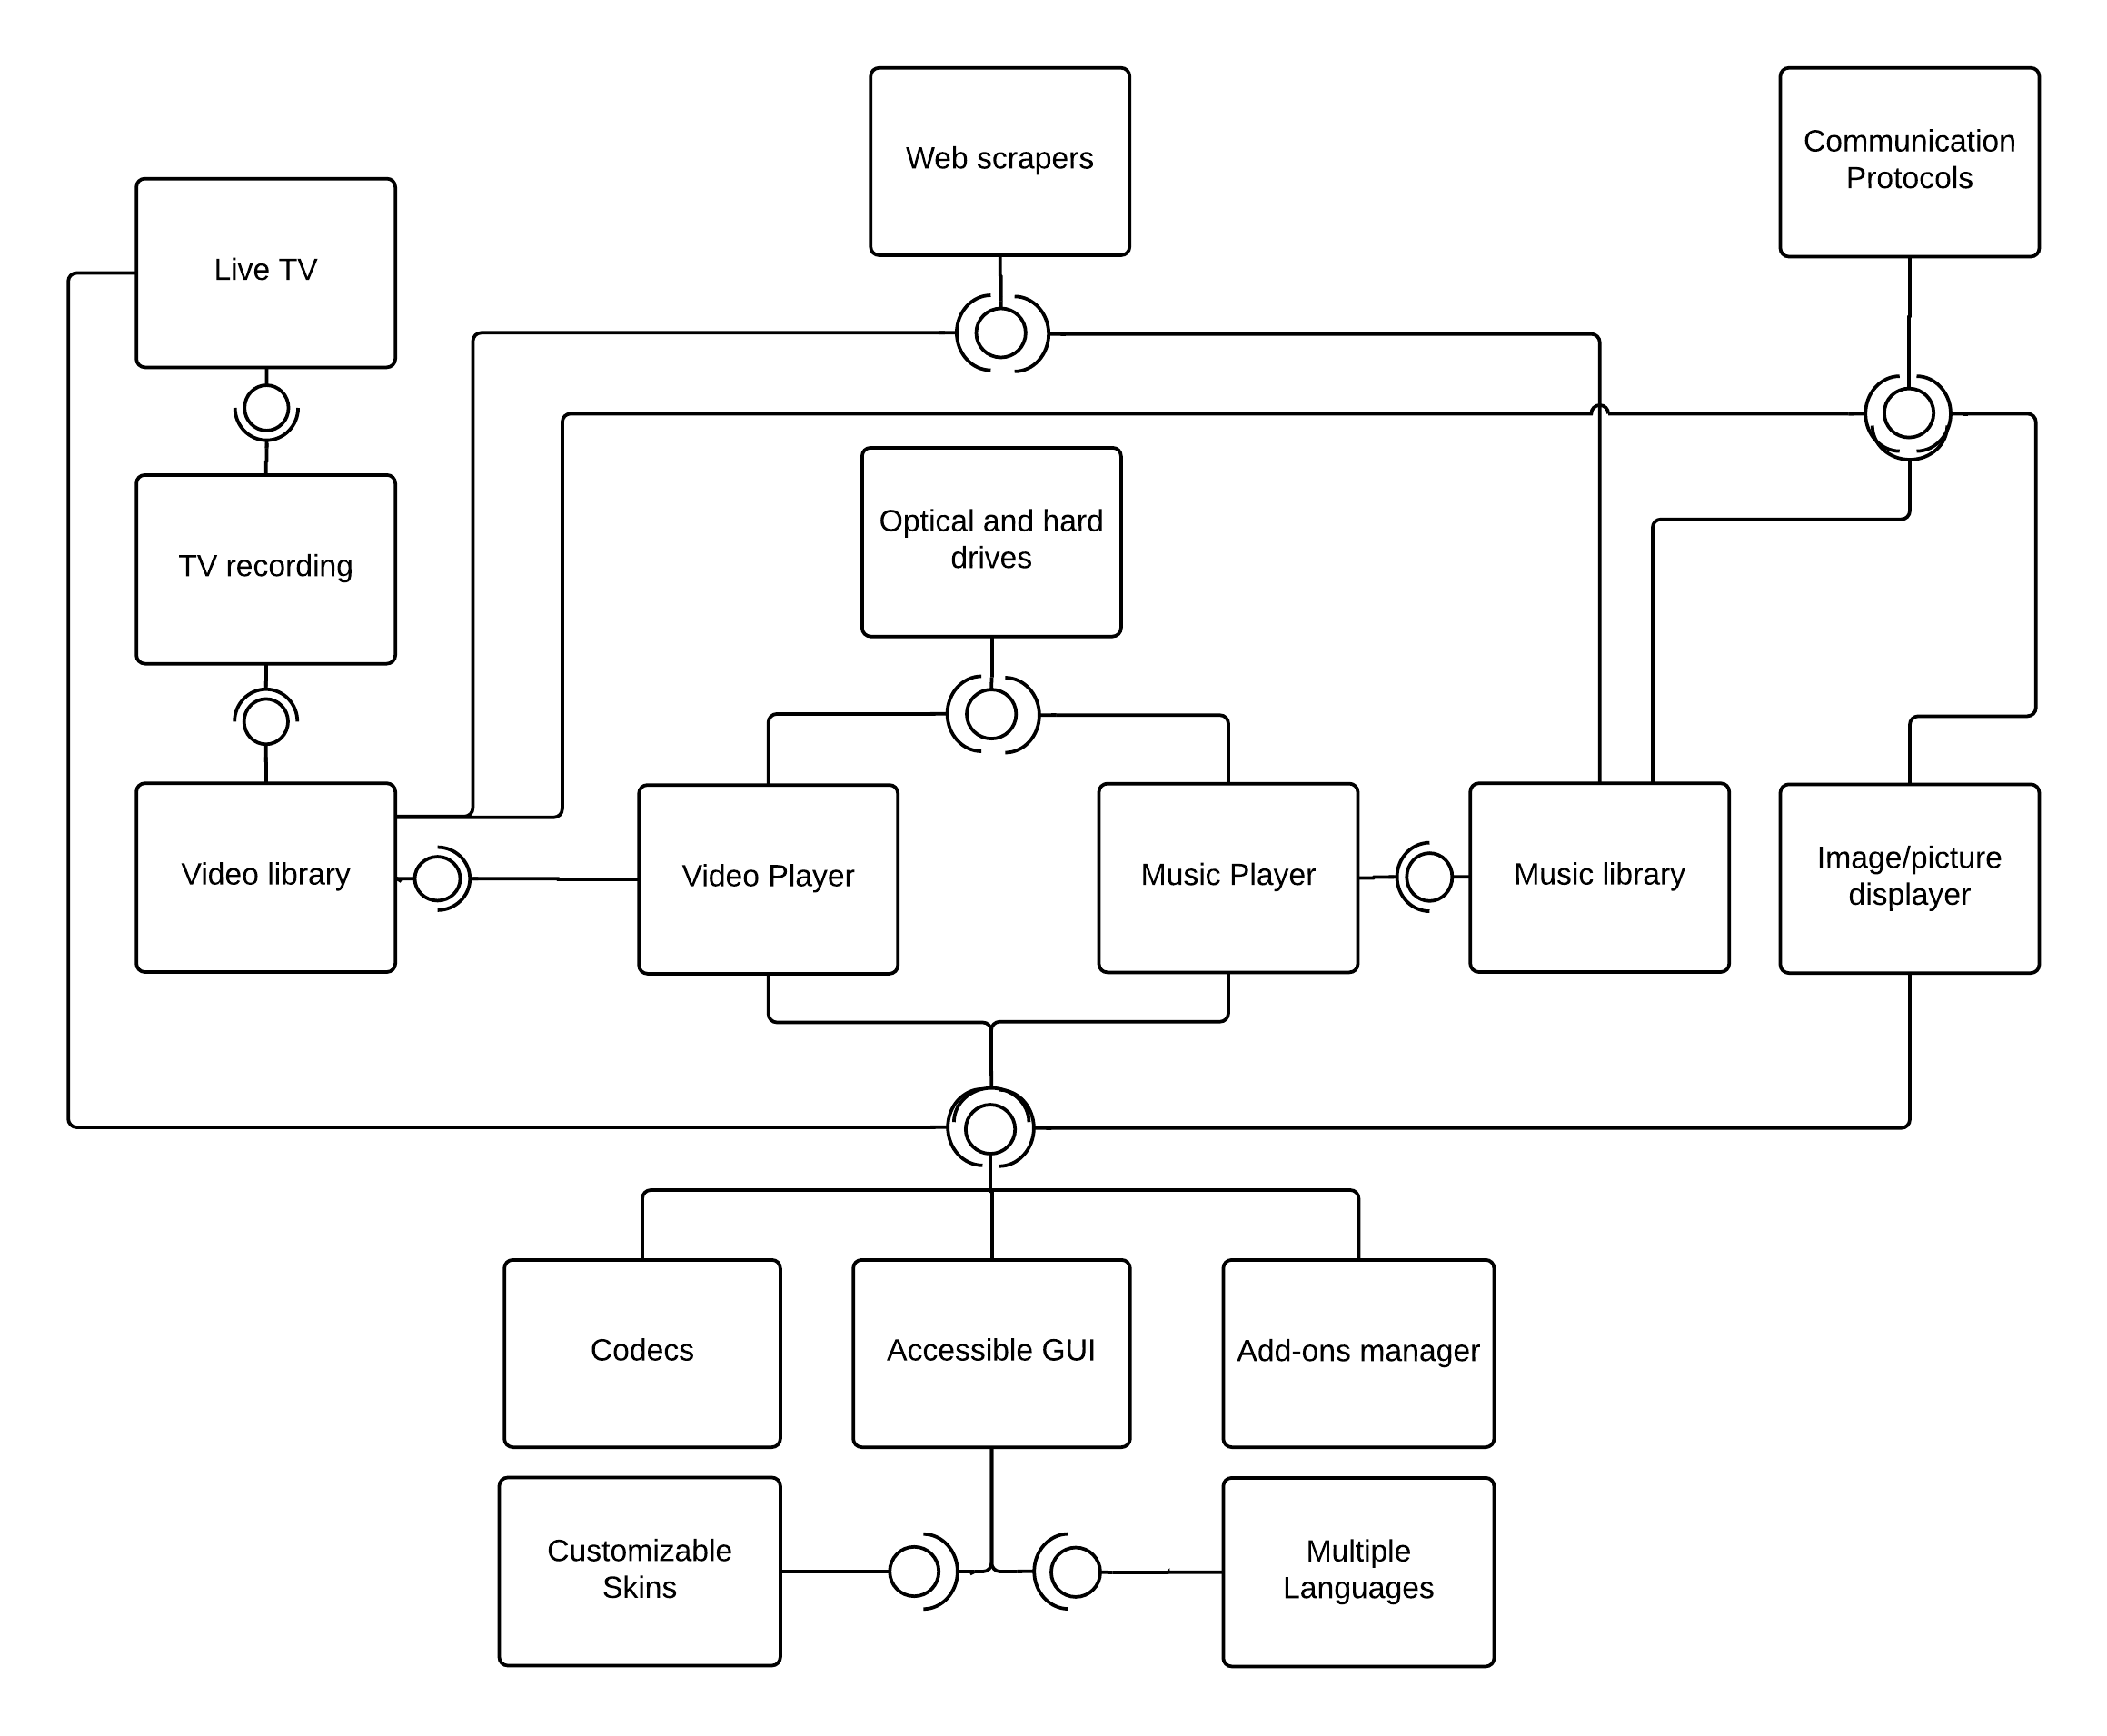 Web scrapers
Communication
Protocols
Live TV
Optical and hard
drives
TV recording
Video library
Video Player
Music Player
Music library
Image/picture
displayer
Codecs
Accessible GUI
Add-ons manager
Customizable
Skins
Multiple
Languages